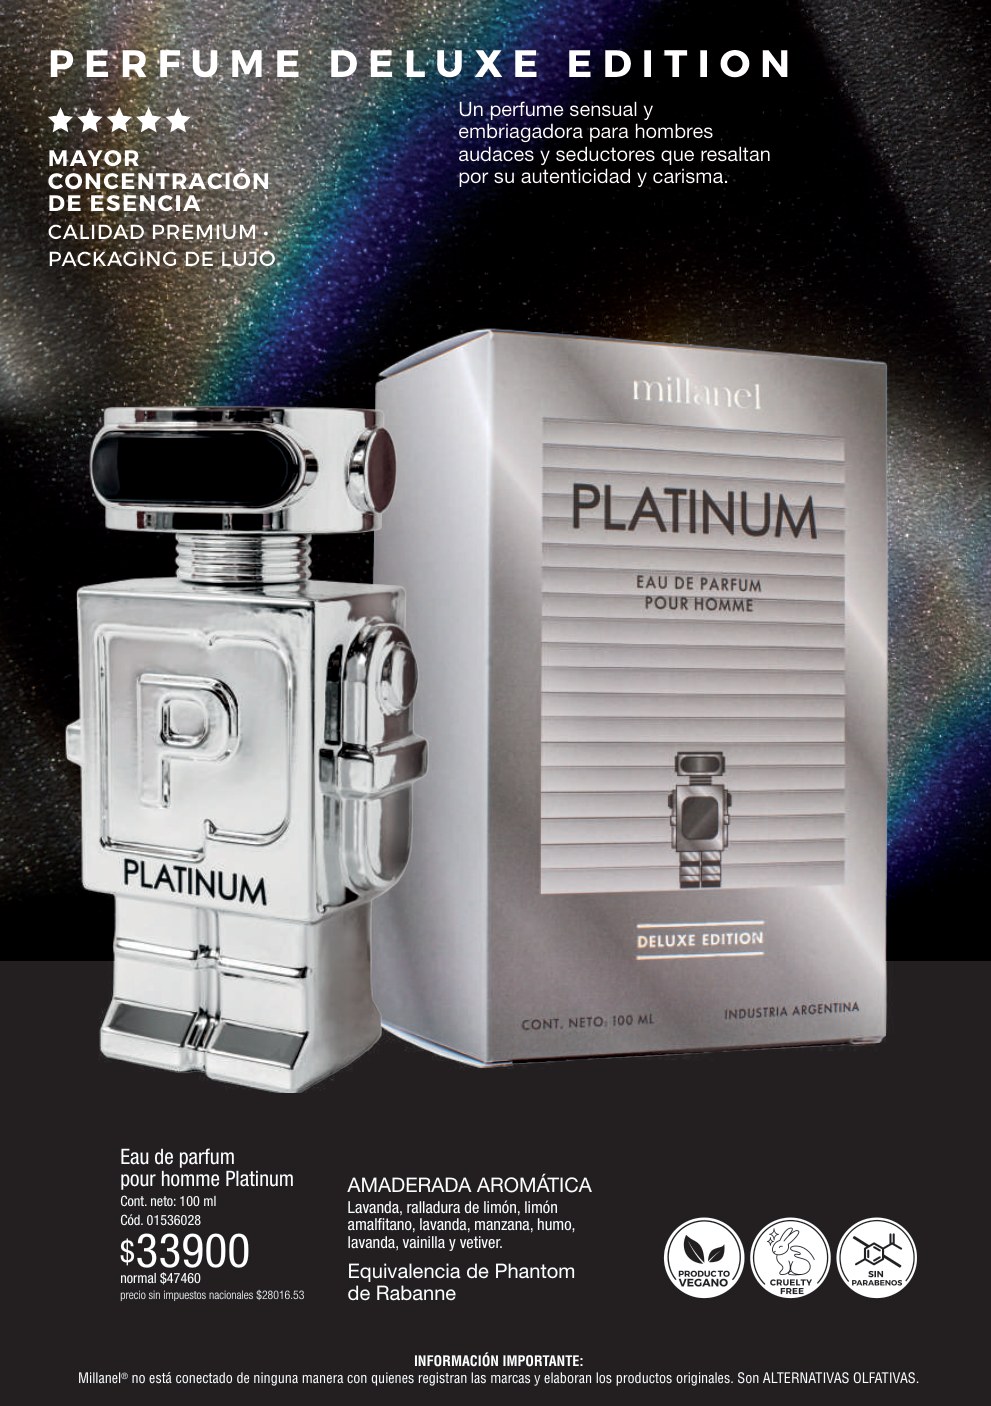 PERFUME DELUXE EDITION
MAYOR
CONCENTRACIÓN
DE ESENCIA
CALIDAD PREMIUM •
PACKAGING DE LUJO.
Un perfume sensual y
embriagadora para hombres
audaces y seductores que resaltan
por su autenticidad y carisma.
millanel
PLATINUM
EAU DE PARFUM
POUR HOMME
DELUXE EDITION
CONT. NETO: 100 ML
INDUSTRIA ARGENTINA
P
PLATINUM
Eau de parfum
pour homme Platinum
Cont. neto: 100 ml
Cód. 01536028
$33900
normal $47460
precio sin impuestos nacionales $28016.53
AMADERADA AROMÁTICA
Lavanda, ralladura de limón, limón
amalfitano, lavanda, manzana, humo,
lavanda, vainilla y vetiver.
Equivalencia de Phantom
de Rabanne
PRODUCTO
VEGANO
CRUELTY
FREE
SIN
PARABENOS
INFORMACIÓN IMPORTANTE:
Millanel® no está conectado de ninguna manera con quienes registran las marcas y elaboran los productos originales. Son ALTERNATIVAS OLFATIVAS.